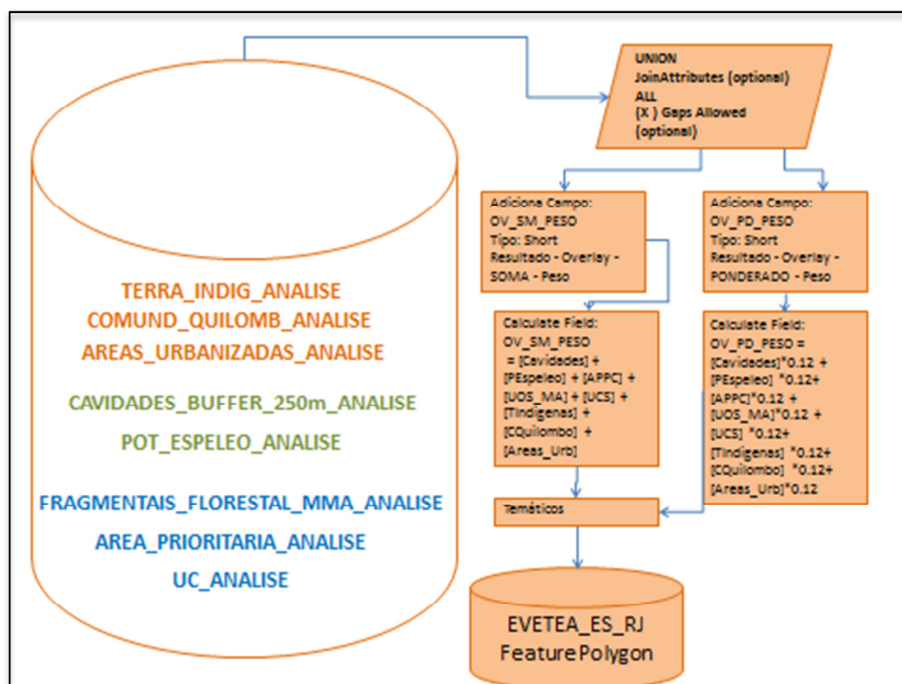 TERRA_INDIG_ANALISE
COMUND_QUILOMB_ANALISE
AREAS_URBANIZADAS_ANALISE
CAVIDADES_BUFFER_250m_ANALISE
POT_ESPELEO_ANALISE
FRAGMENTAIS_FLORESTAL_MMA_ANALISE
AREA_PRIORITARIA_ANALISE
UC_ANALISE
UNION
JoinAttributes (optional)
ALL
(X ) Gaps Allowed
(optional)
Adiciona Campo:
OV_SM_PESO
Tipo: Short
Resultado - Overlay -
SOMA - Peso
Adiciona Campo:
OV_PD_PESO
Tipo: Short
Resultado - Overlay -
PONDERADO - Peso
Calculate Field:
OV_SM_PESO
= [Cavidades] +
[PEspeleo] + [APPC] +
[UOS_MA] + [UCS] +
[TIndigenas] +
[CQuilombo] +
[Areas_Urb]
Calculate Field:
OV_PD_PESO =
[Cavidades]*0.12 +
[PEspeleo] *0.12+
[APPC]*0.12 +
[UOS_MA]*0.12 +
[UCS] *0.12+
[TIndigenas] *0.12+
[CQuilombo] *0.12+
[Areas_Urb]*0.12
Temáticos
EVETEA_ES_RJ
FeaturePolygon